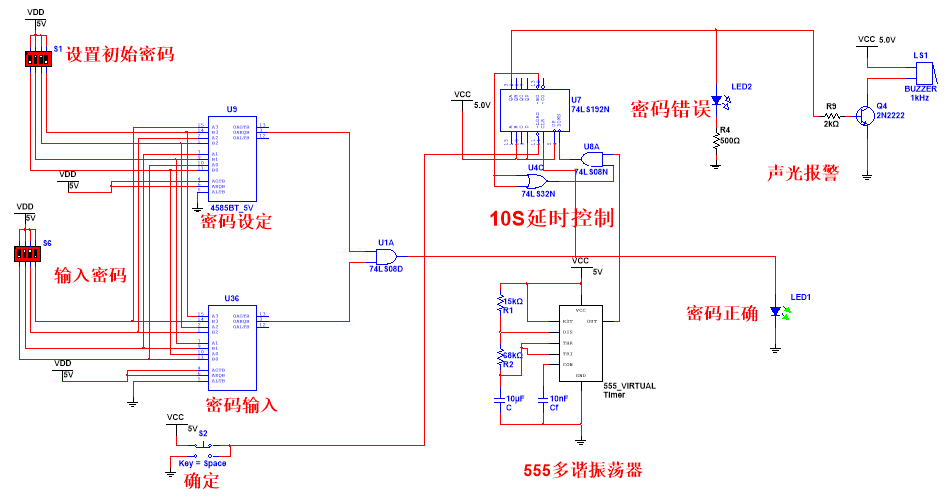 VDD
5V
S1
设置初始密码
U9
A3
B3
A2
B2
A1
B1
A0
B0
AGTB
AEQB
ALTB
OAGTB
OAEQB
OALTB
4585BT_5V
密码设定
VDD
5V
VDD
5V
S6
输入密码
U36
A3
B3
A2
B2
A1
B1
A0
B0
AGTB
AEQB
ALTB
OAGTB
OAEQB
OALTB
VDD
5V
密码输入
VCC
5V
S2
Key = Space
确定
U1A
74LS08D
VCC
5.0V
U7
74LS192N
U8A
74LS08N
U4C
74LS32N
10S延时控制
VCC
5V
15kΩ
R1
68kΩ
R2
10µF
C
10nF
Cf
VCC
RST
OUT
DIS
THR
TRI
CON
GND
555_VIRTUAL
Timer
555多谐振荡器
LED2
密码错误
R4
500Ω
VCC
5.0V
LS1
BUZZER
1kHz
R9
2kΩ
Q4
2N2222
声光报警
LED1
密码正确